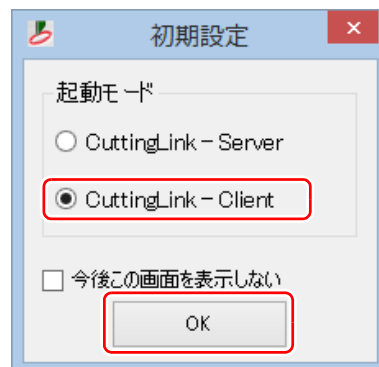 初期設定
起動モード
CuttingLink－Server
CuttingLink－Client
今後この画面を表示しない
OK